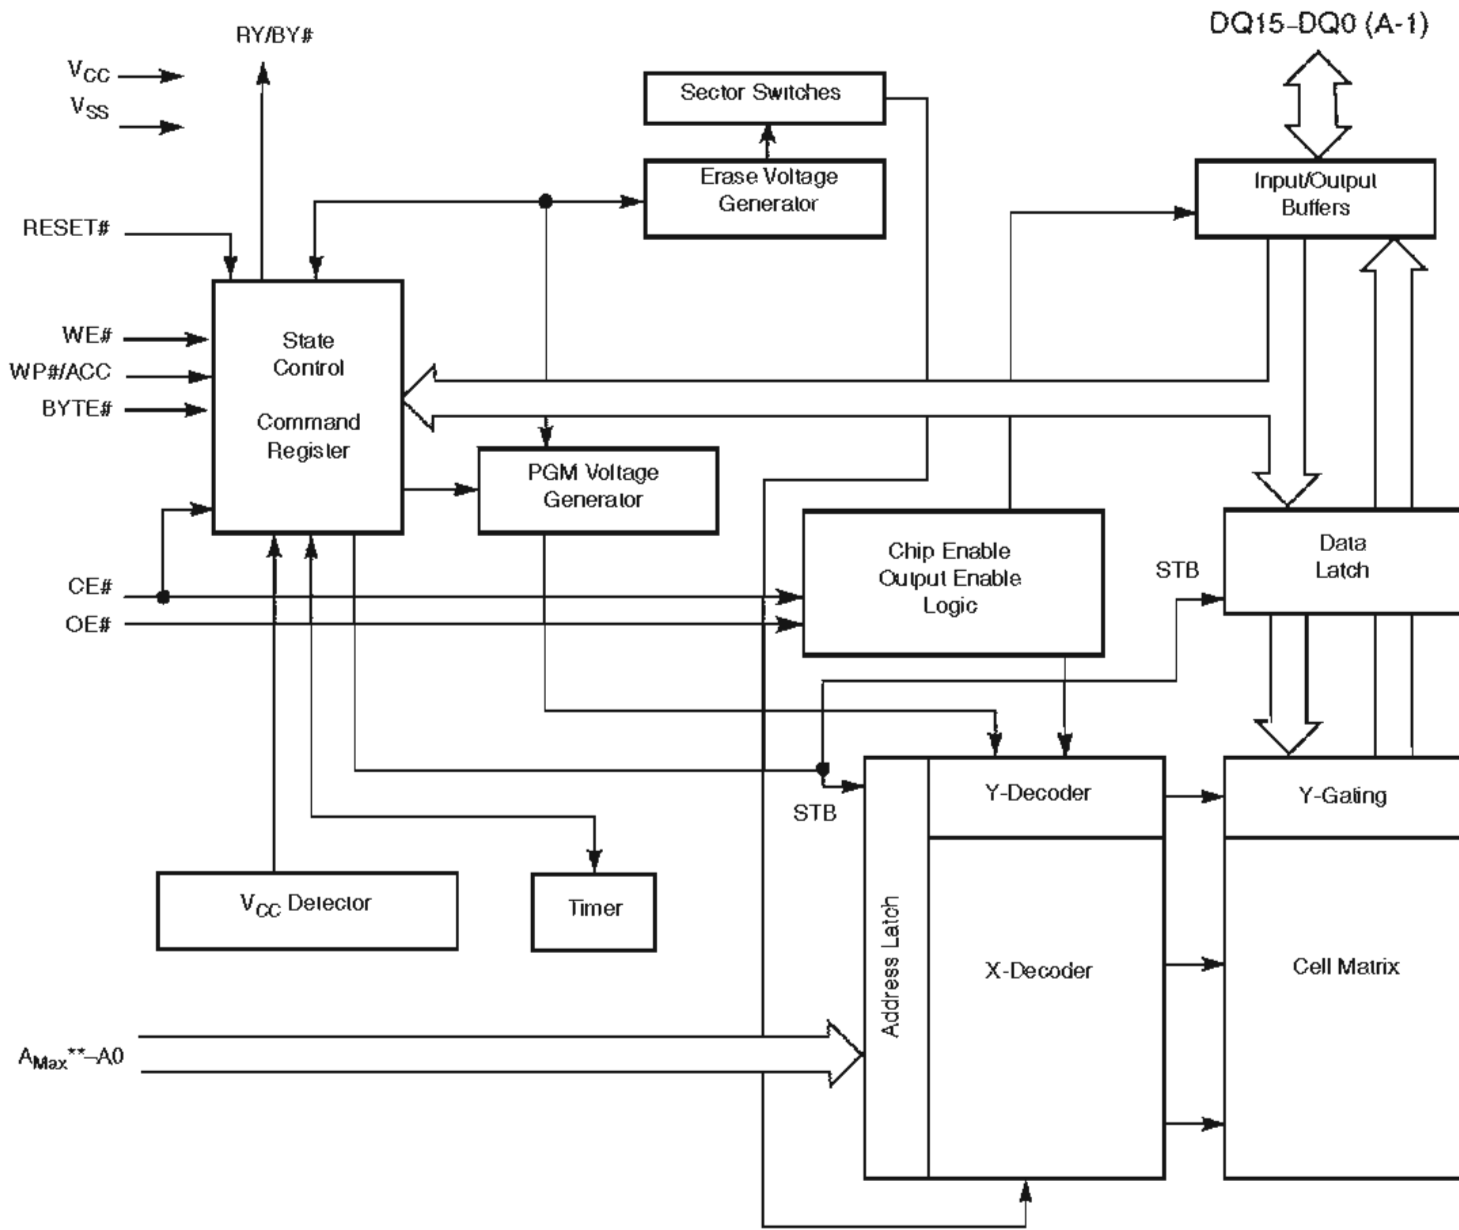 RY/BY#
DQ15-DQ0 (A-1)
VCC
VSS
Sector Switches
Erase Voltage
Generator
Input/Output
Buffers
RESET#
WE#
WP#/ACC
BYTE#
State
Control
Command
Register
PGM Voltage
Generator
Chip Enable
Output Enable
Logic
Data
Latch
STB
CE#
OE#
STB
Y-Decoder
Y-Gating
VCC Detector
Timer
Address Latch
X-Decoder
Cell Matrix
AMax**–A0